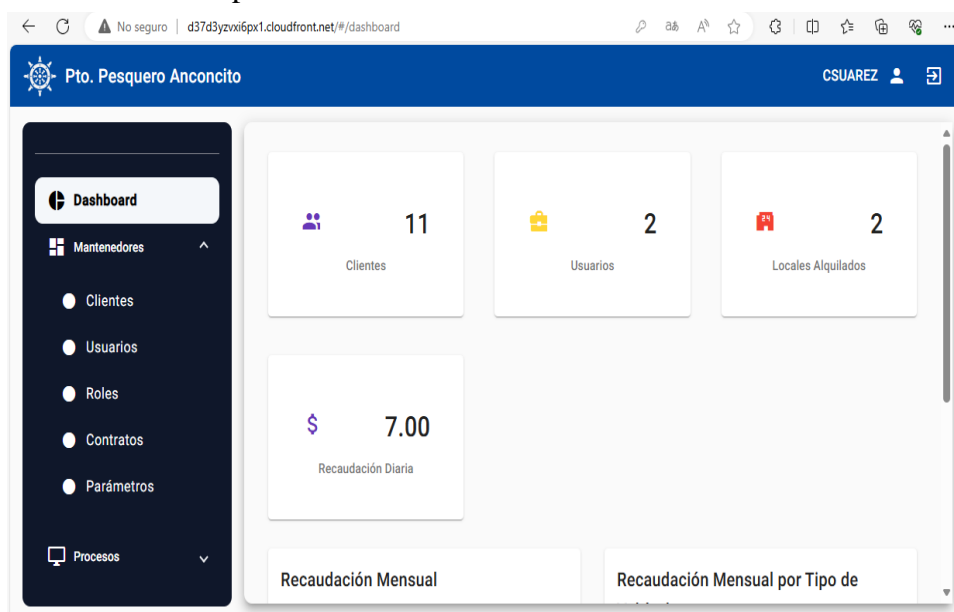 No seguro d37d3yzvxi6px1.cloudfront.net/#/dashboard
Pto. Pesquero Anconcito
CSUAREZ
Dashboard
Mantenedores
Clientes
Usuarios
Roles
Contratos
Parámetros
Procesos
11
Clientes
2
Usuarios
24
2
Locales Alquilados
$ 7.00
Recaudación Diaria
Recaudación Mensual
Recaudación Mensual por Tipo de